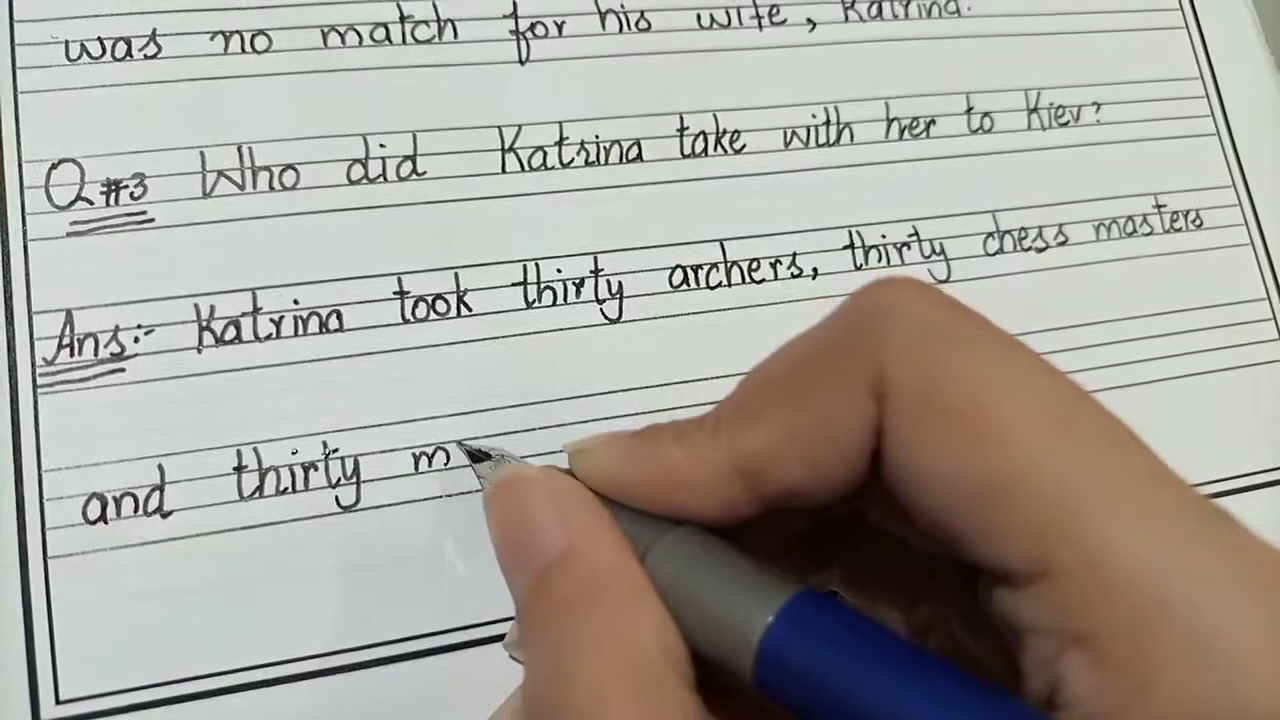 was no match for his wife, Katrina.
Q#3 Who did Katrina take with her to Kiev?
Ans:- Katrina took thirty archers, thirty chess masters
and thirty m